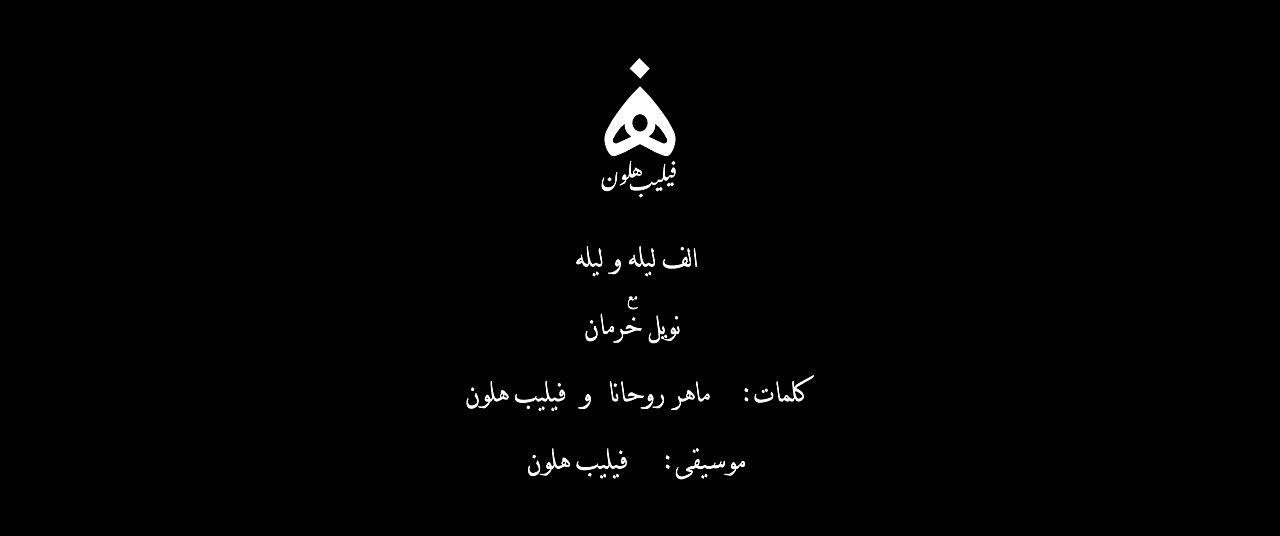 فيليب هلون
الف ليله و ليله
مع
نويل خرمان
كلمات: ماهر روحانا و فيليب هلون
موسيقى: فيليب هلون